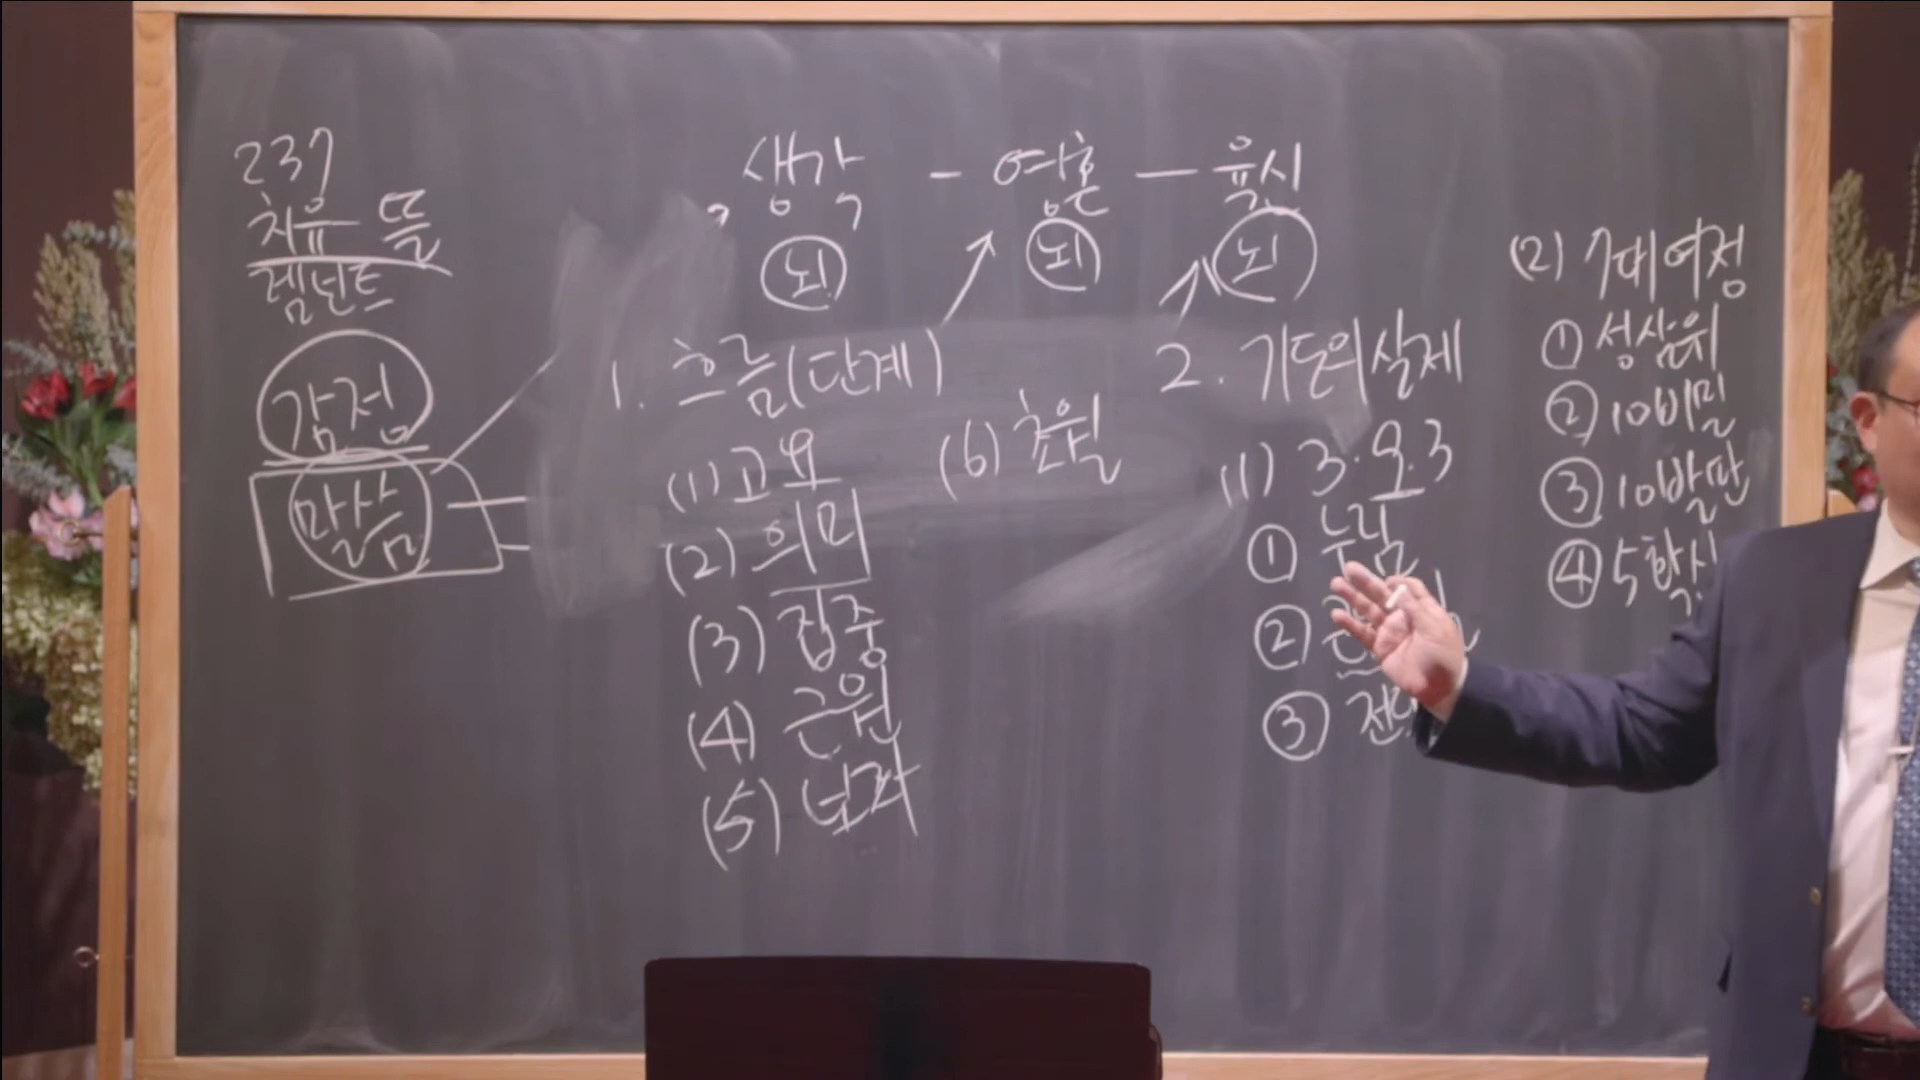 237
치유 뜰
렘넌트
감정
말씀
생각 - 영혼 - 육신
뇌 뇌 뇌
1. 흐름(단계)
(1) 고요
(2) 의미
(3) 집중
(4) 근원
(5) 보좌
(6) 초월
2. 기도의 실제
(1) 3·9·3
① 누림
②
③
(2) 7대 여정
① 성삼위
② 10비밀
③ 10발판
④ 5확신